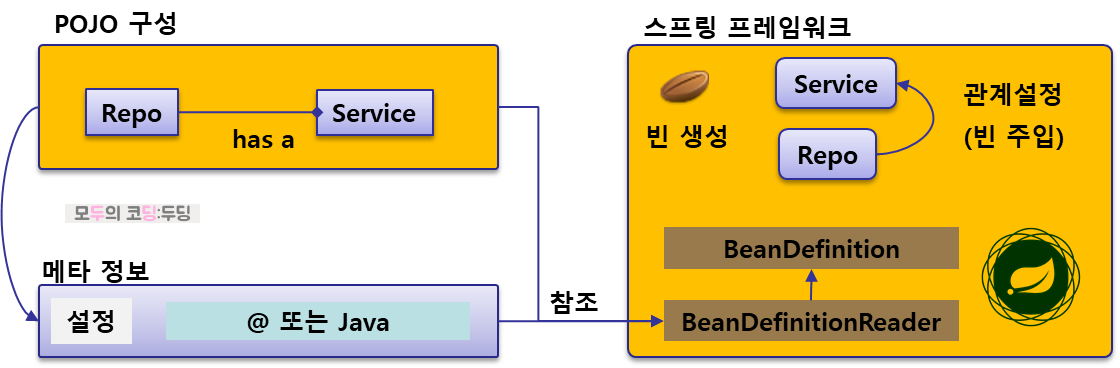 POJO 구성
Repo
Service
has a
모두의 코딩:두딩
메타 정보
설정
@ 또는 Java
참조
스프링 프레임워크
빈 생성
Service
Repo
관계설정
(빈 주입)
BeanDefinition
BeanDefinitionReader